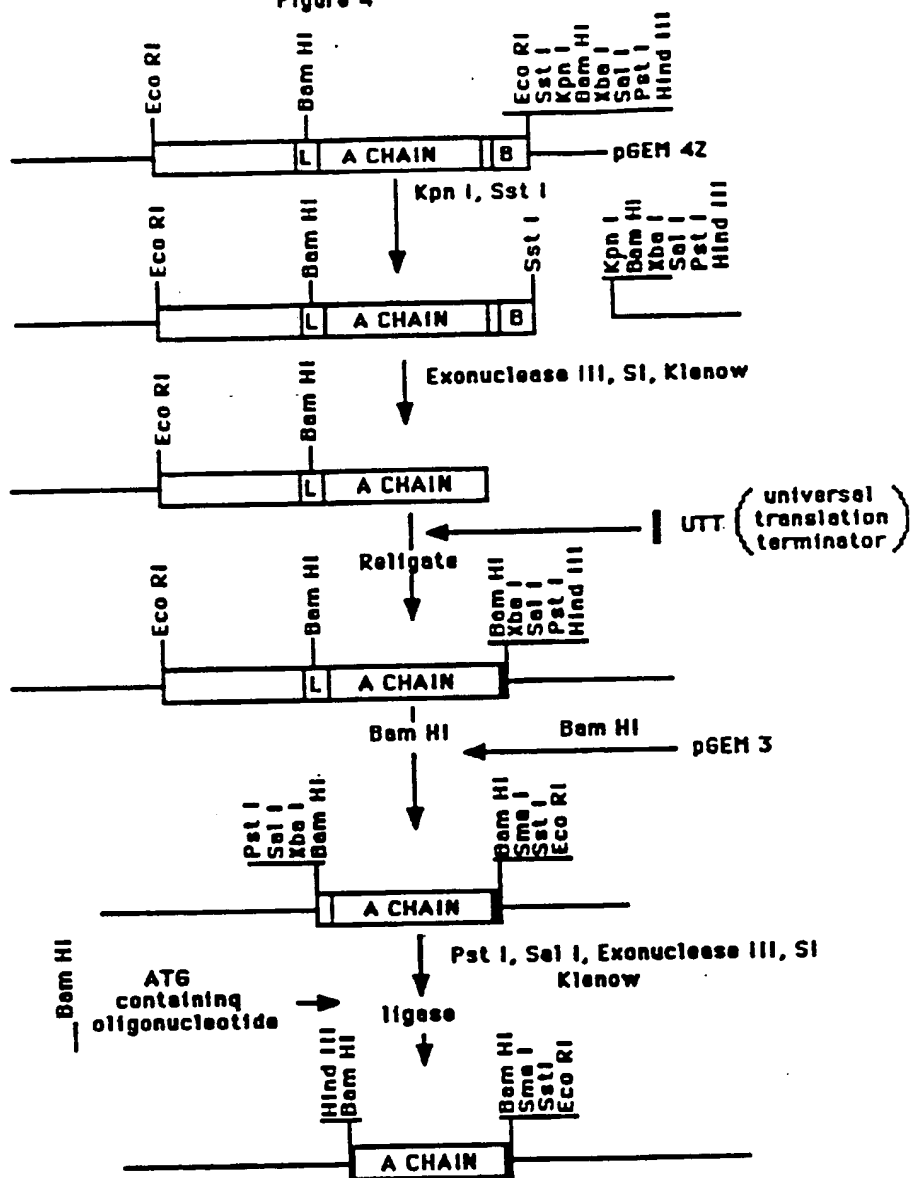 Figure 4
Eco RI
Bam HI
Eco RI
Sst I
Kpn I
Bam HI
Xba I
Sal I
Pst I
Hind III
L
A CHAIN
B
pGEM 4Z
Kpn I, Sst I
Eco RI
Bam HI
Sst I
Kpn I
Bam HI
Xba I
Sal I
Pst I
Hind III
L
A CHAIN
B
Exonuclease III, SI, Klenow
Eco RI
Bam HI
L
A CHAIN
UTT
(universal
translation
terminator)
Religate
Eco RI
Bam HI
Bam HI
Xba I
Sal I
Pst I
Hind III
L
A CHAIN
Bam HI
Bam HI
pGEM 3
Pst I
Sal I
Xba I
Bam HI
Bam HI
Sma I
Sst I
Eco RI
A CHAIN
Pst I, Sal I, Exonuclease III, SI
Klenow
Bam HI
ATG
containing
oligonucleotide
ligase
Hind III
Bam HI
Bam HI
Sma I
SstI
Eco RI
A CHAIN